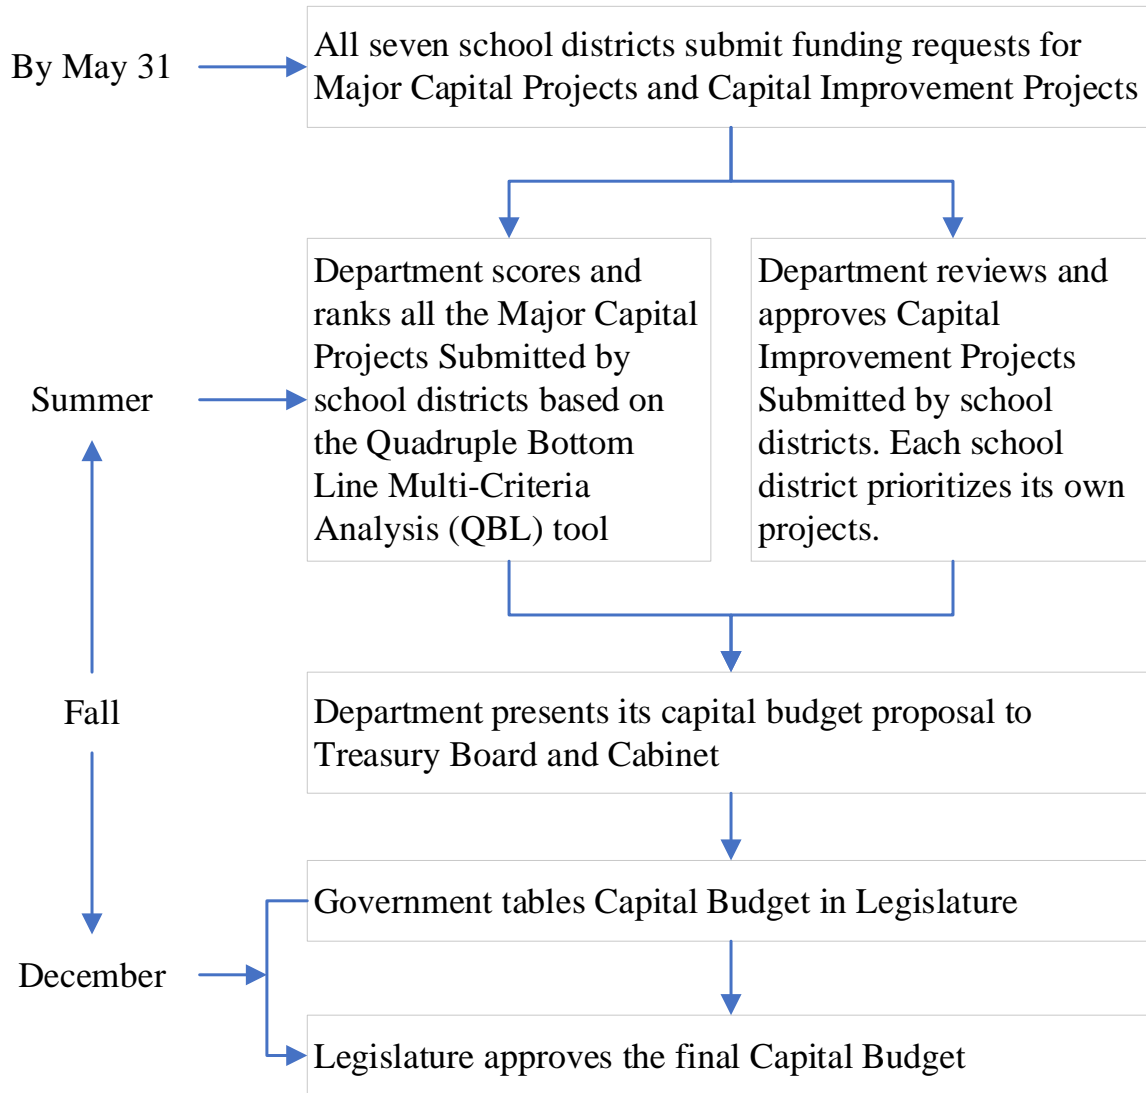 By May 31
All seven school districts submit funding requests for
Major Capital Projects and Capital Improvement Projects
Summer
Department scores and
ranks all the Major Capital
Projects Submitted by
school districts based on
the Quadruple Bottom
Line Multi-Criteria
Analysis (QBL) tool
Department reviews and
approves Capital
Improvement Projects
Submitted by school
districts. Each school
district prioritizes its own
projects.
Fall
Department presents its capital budget proposal to
Treasury Board and Cabinet
December
Government tables Capital Budget in Legislature
Legislature approves the final Capital Budget